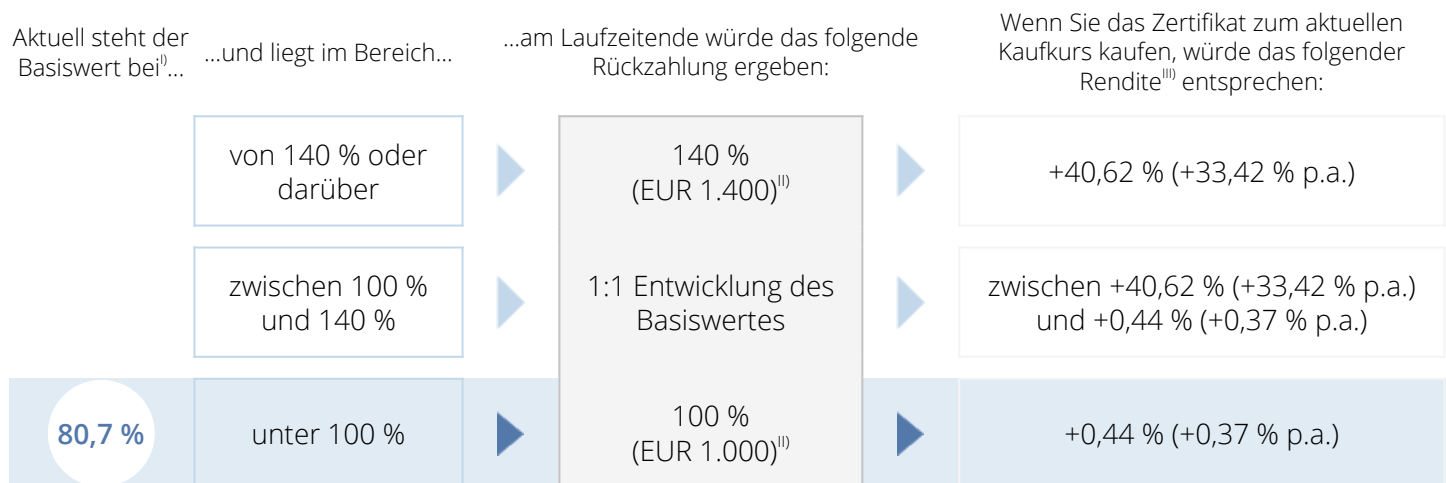 Aktuell steht der
Basiswert beiᴵ⁾...
...und liegt im Bereich...
...am Laufzeitende würde das folgende
Rückzahlung ergeben:
Wenn Sie das Zertifikat zum aktuellen
Kaufkurs kaufen, würde das folgender
Renditeᴵᴵᴵ⁾ entsprechen:
von 140 % oder
darüber
140 %
(EUR 1.400)ᴵᴵ⁾
+40,62 % (+33,42 % p.a.)
zwischen 100 %
und 140 %
1:1 Entwicklung des
Basiswertes
zwischen +40,62 % (+33,42 % p.a.)
und +0,44 % (+0,37 % p.a.)
80,7 %
unter 100 %
100 %
(EUR 1.000)ᴵᴵ⁾
+0,44 % (+0,37 % p.a.)